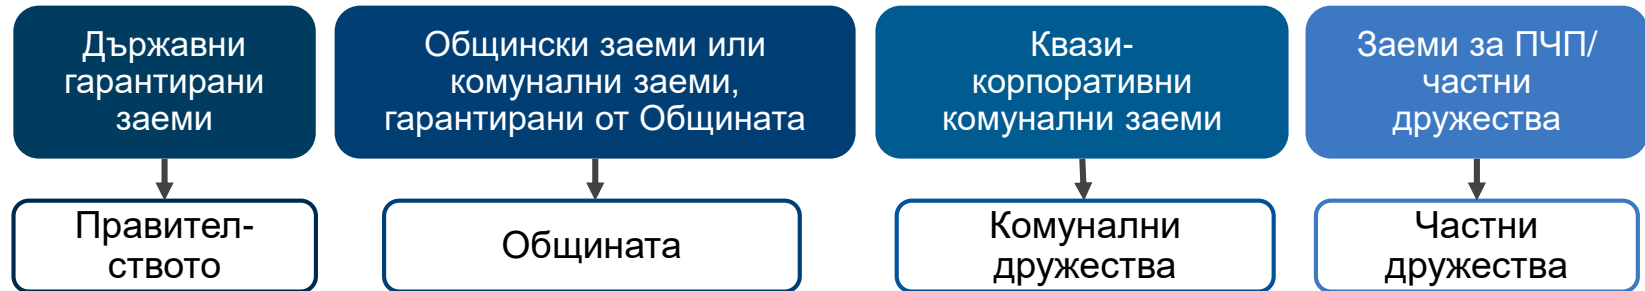 Държавни
гарантирани
заеми
Общински заеми или
комунални заеми,
гарантирани от Общината
Квази-
корпоративни
комунални заеми
Заеми за ПЧП/
частни
дружества
Правител-
ството
Общината
Комунални
дружества
Частни
дружества